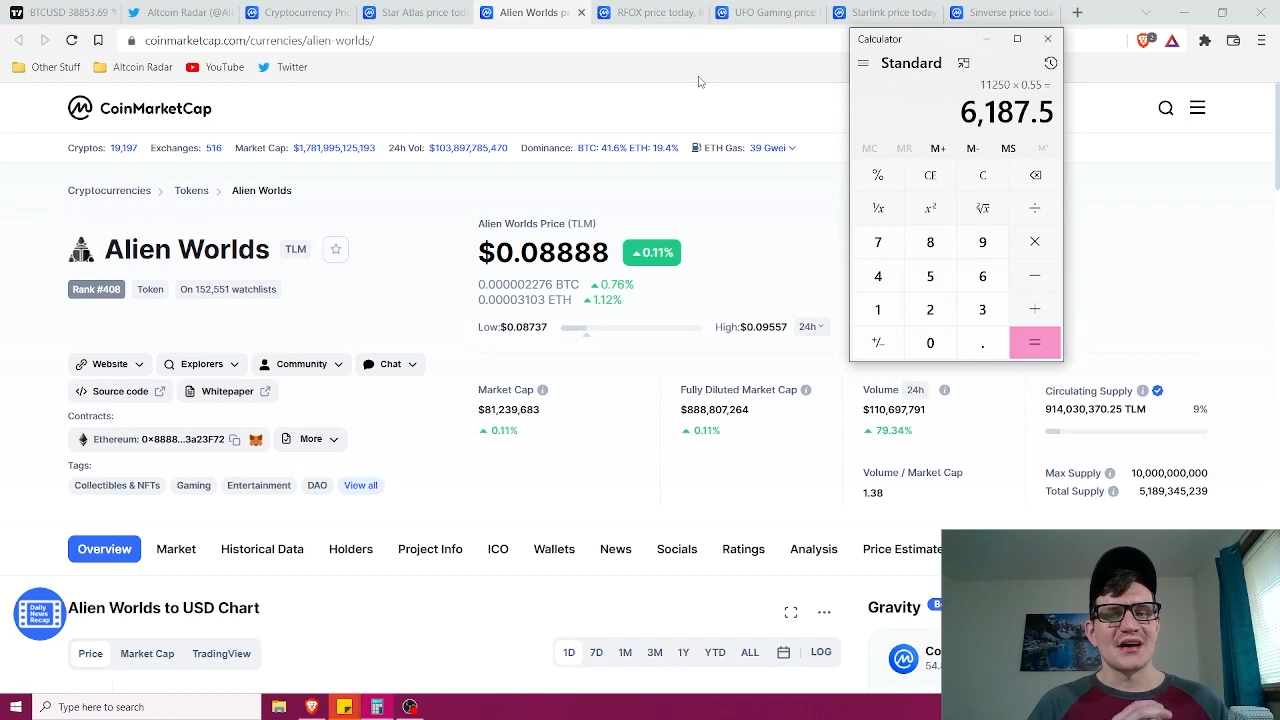 BTCUSD 38853.69
Altcoin Radar (@Al
Cryptocurrency Pri
Star Atlas price tod
Alien Worlds pr
RFOX price today, R
UFO Gaming price t
Starlink price today
Sinverse price toda
coinmarketcap.com/currencies/alien-worlds/
2
Other Stuff
Altcoin Radar
YouTube
Twitter
Calculator
Standard
11250 × 0.55 =
6,187.5
MC MR M+ M- MS M˅
% CE C
¹/x x² ²√x ÷
7 8 9 ×
4 5 6 −
1 2 3 +
+/− 0 . =
CoinMarketCap
Cryptos: 19,197 Exchanges: 516 Market Cap: $1,781,995,125,193 24h Vol: $103,897,785,470 Dominance: BTC: 41.6% ETH: 19.4% ETH Gas: 39 Gwei
Cryptocurrencies > Tokens > Alien Worlds
Alien Worlds TLM
Rank #408 Token On 152,551 watchlists
Alien Worlds Price (TLM)
$0.08888 0.11%
0.000002276 BTC 0.76%
0.00003103 ETH 1.12%
Low:$0.08737 High:$0.09557 24h
Website Explorers Community Chat
Source code Whitepaper
Contracts:
Ethereum: 0x8888...3a23F72 More
Tags:
Collectibles & NFTs Gaming Entertainment DAO View all
Market Cap
$81,239,683
0.11%
Fully Diluted Market Cap
$888,807,264
0.11%
Volume 24h
$110,697,791
79.34%
Volume / Market Cap
1.38
Circulating Supply
914,030,370.25 TLM 9%
Max Supply 10,000,000,000
Total Supply 5,189,345,239
Overview Market Historical Data Holders Project Info ICO Wallets News Socials Ratings Analysis Price Estimate
Daily
News
Recap
Alien Worlds to USD Chart
Price Market Cap TradingView
1D 7D 1M 3M 1Y YTD ALL LOG
Gravity
Co
54.
Type here to search